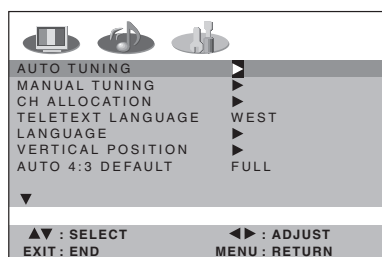 AUTO TUNING ▶
MANUAL TUNING ▶
CH ALLOCATION ▶
TELETEXT LANGUAGE WEST
LANGUAGE ▶
VERTICAL POSITION ▶
AUTO 4:3 DEFAULT FULL
▼
▲▼ : SELECT ◀▶ : ADJUST
EXIT : END MENU : RETURN